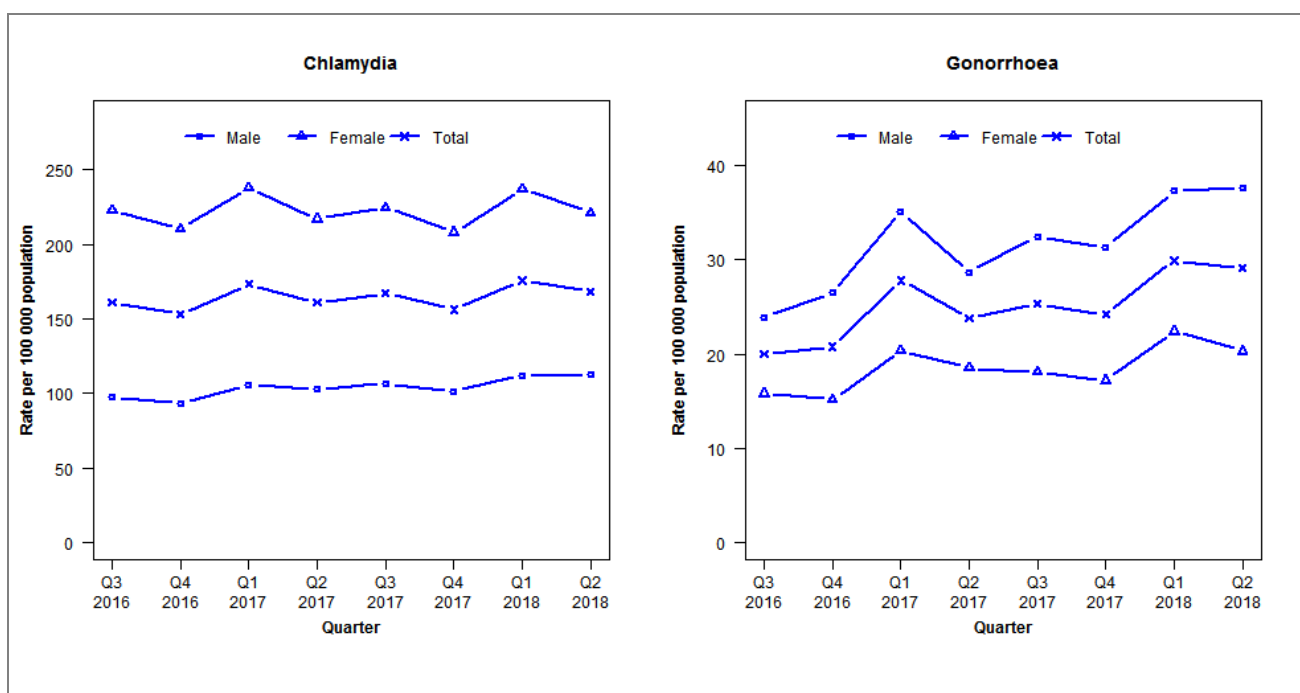 Chlamydia
Male Female Total
250
200
150
100
50
0
Rate per 100 000 population
Q3 Q4 Q1 Q2 Q3 Q4 Q1 Q2
2016 2016 2017 2017 2017 2017 2018 2018
Quarter
Gonorrhoea
Male Female Total
40
30
20
10
0
Rate per 100 000 population
Q3 Q4 Q1 Q2 Q3 Q4 Q1 Q2
2016 2016 2017 2017 2017 2017 2018 2018
Quarter